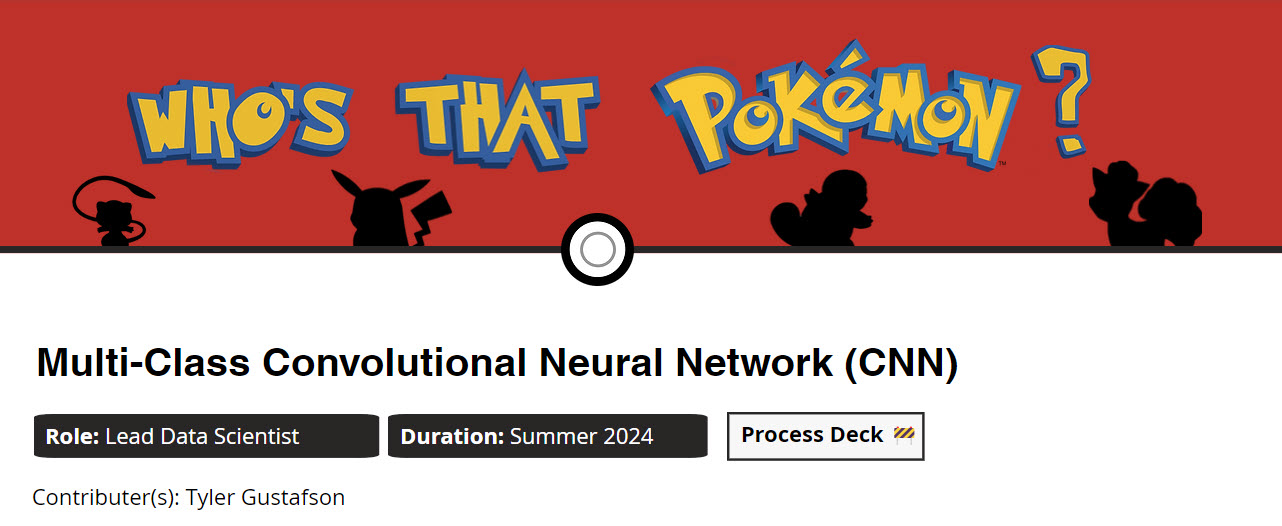 WHO'S THAT POKéMON ?
™
Multi-Class Convolutional Neural Network (CNN)
Role: Lead Data Scientist Duration: Summer 2024 Process Deck 🚧
Contributer(s): Tyler Gustafson